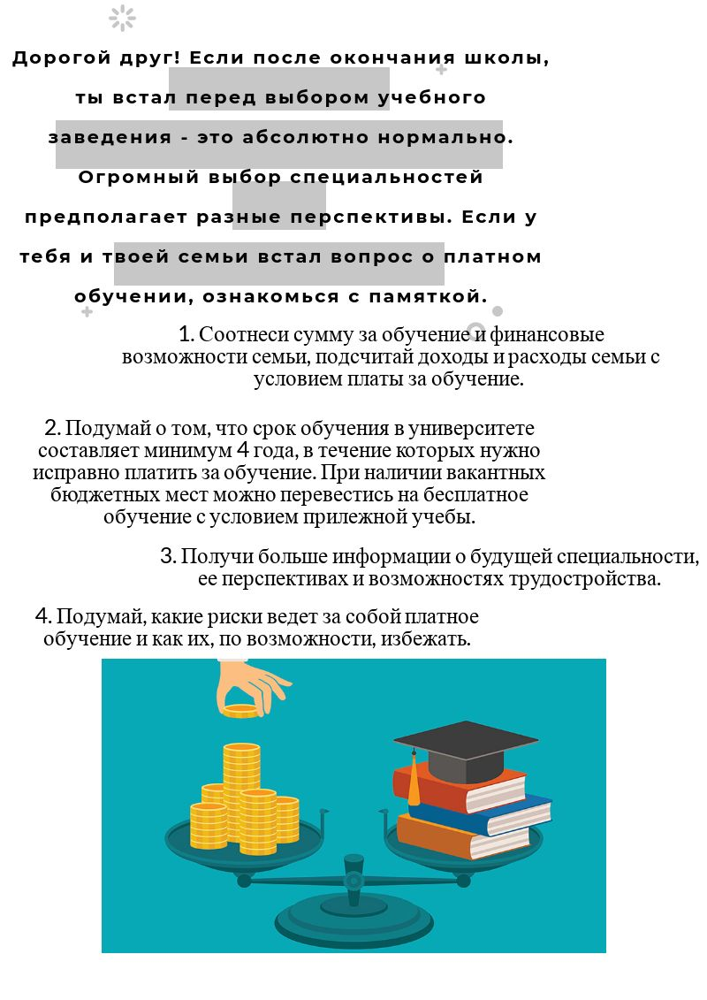 Дорогой друг! Если после окончания школы,
ты встал перед выбором учебного
заведения - это абсолютно нормально.
Огромный выбор специальностей
предполагает разные перспективы. Если у
тебя и твоей семьи встал вопрос о платном
обучении, ознакомься с памяткой.
1. Соотнеси сумму за обучение и финансовые
возможности семьи, подсчитай доходы и расходы семьи с
условием платы за обучение.
2. Подумай о том, что срок обучения в университете
составляет минимум 4 года, в течение которых нужно
исправно платить за обучение. При наличии вакантных
бюджетных мест можно перевестись на бесплатное
обучение с условием прилежной учебы.
3. Получи больше информации о будущей специальности,
ее перспективах и возможностях трудостройства.
4. Подумай, какие риски ведет за собой платное
обучение и как их, по возможности, избежать.